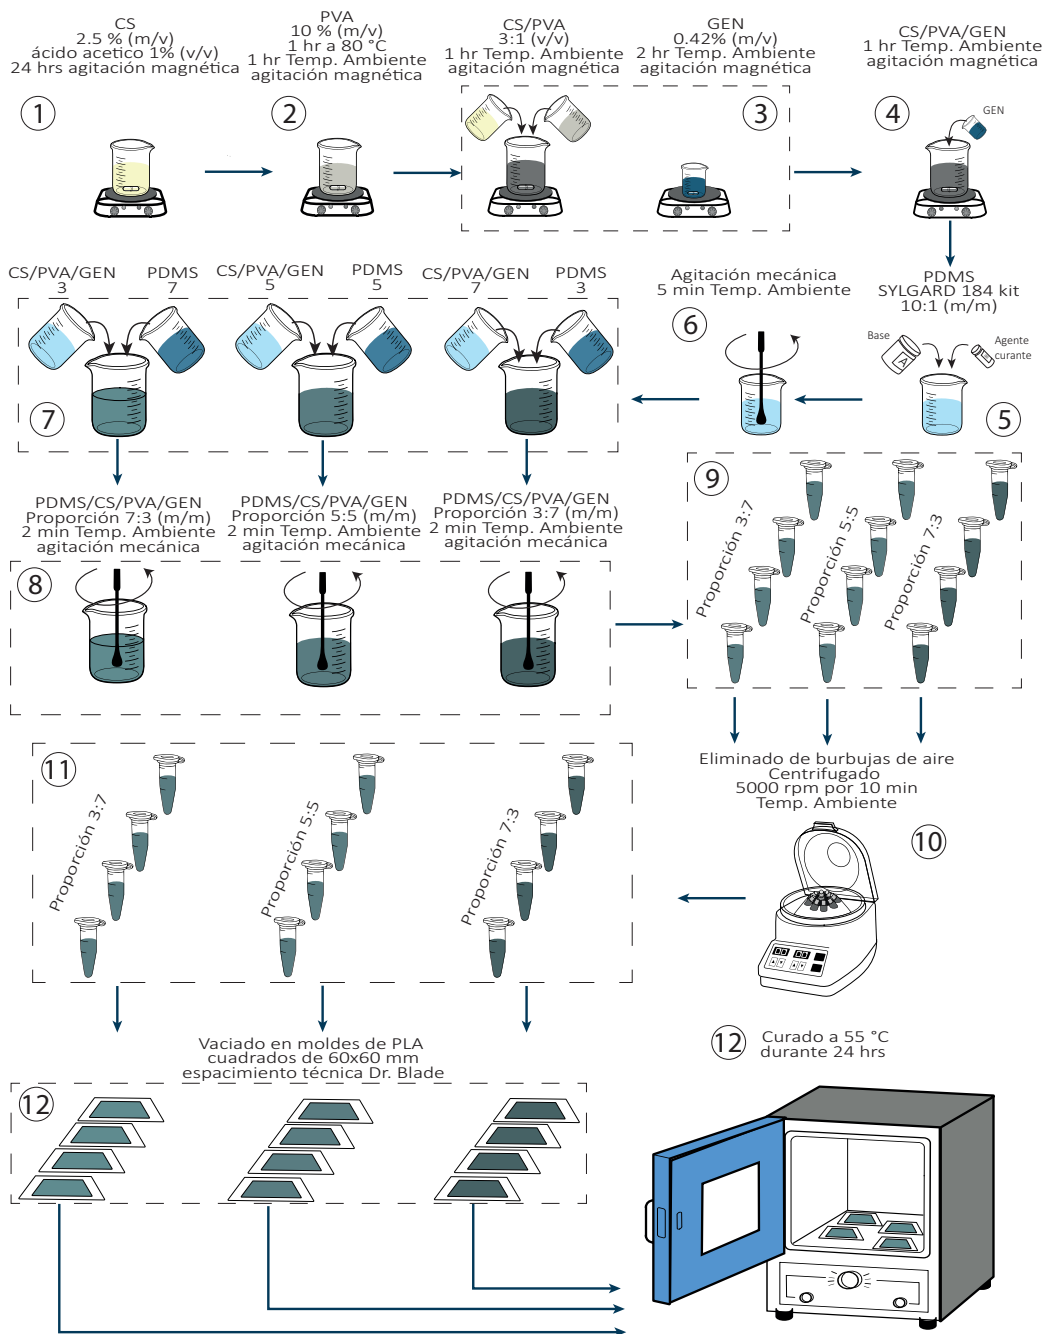 CS
2.5 % (m/v)
ácido acetico 1% (v/v)
24 hrs agitación magnética
1
PVA
10 % (m/v)
1 hr a 80 °C
1 hr Temp. Ambiente
agitación magnética
2
CS/PVA
3:1 (v/v)
1 hr Temp. Ambiente
agitación magnética
GEN
0.42% (m/v)
2 hr Temp. Ambiente
agitación magnética
3
CS/PVA/GEN
1 hr Temp. Ambiente
agitación magnética
4
GEN
PDMS
SYLGARD 184 kit
10:1 (m/m)
Base
A
Agente
curante
5
Agitación mecánica
5 min Temp. Ambiente
6
CS/PVA/GEN
3
PDMS
7
CS/PVA/GEN
5
PDMS
5
CS/PVA/GEN
7
PDMS
3
7
PDMS/CS/PVA/GEN
Proporción 7:3 (m/m)
2 min Temp. Ambiente
agitación mecánica
PDMS/CS/PVA/GEN
Proporción 5:5 (m/m)
2 min Temp. Ambiente
agitación mecánica
PDMS/CS/PVA/GEN
Proporción 3:7 (m/m)
2 min Temp. Ambiente
agitación mecánica
8
9
Proporción 3:7
Proporción 5:5
Proporción 7:3
Eliminado de burbujas de aire
Centrifugado
5000 rpm por 10 min
Temp. Ambiente
10
11
Proporción 3:7
Proporción 5:5
Proporción 7:3
Vaciado en moldes de PLA
cuadrados de 60x60 mm
espacimiento técnica Dr. Blade
12
12
Curado a 55 °C
durante 24 hrs